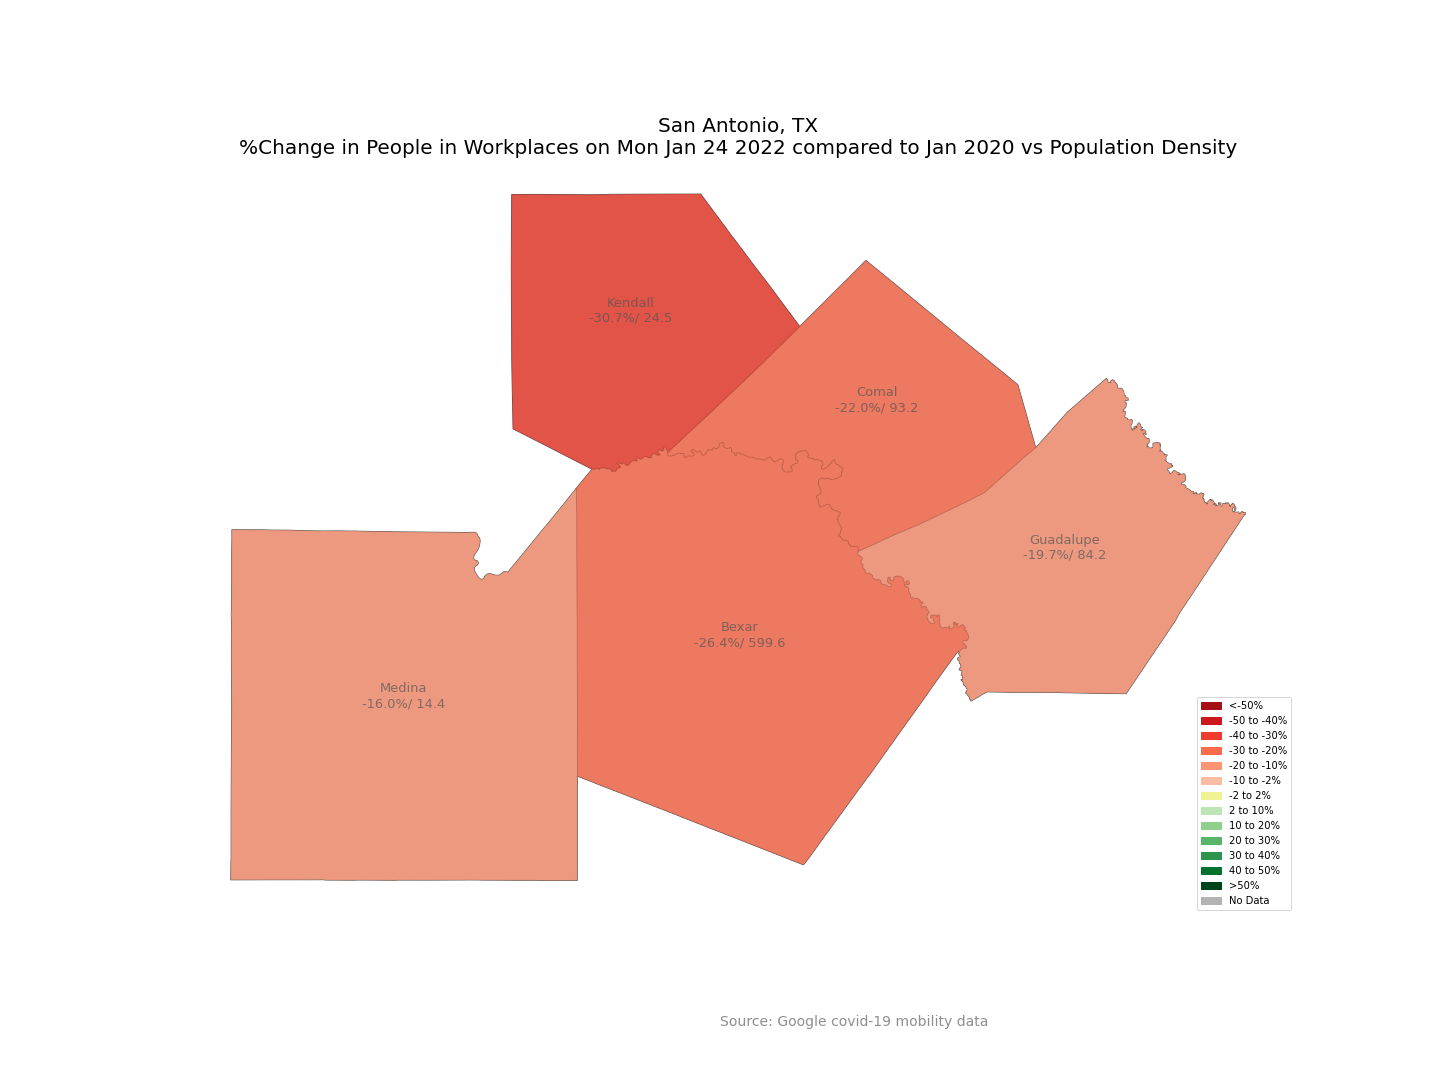 San Antonio, TX
%Change in People in Workplaces on Mon Jan 24 2022 compared to Jan 2020 vs Population Density
Kendall
-30.7%/ 24.5
Comal
-22.0%/ 93.2
Guadalupe
-19.7%/ 84.2
Bexar
-26.4%/ 599.6
Medina
-16.0%/ 14.4
<-50%
-50 to -40%
-40 to -30%
-30 to -20%
-20 to -10%
-10 to -2%
-2 to 2%
2 to 10%
10 to 20%
20 to 30%
30 to 40%
40 to 50%
>50%
No Data
Source: Google covid-19 mobility data